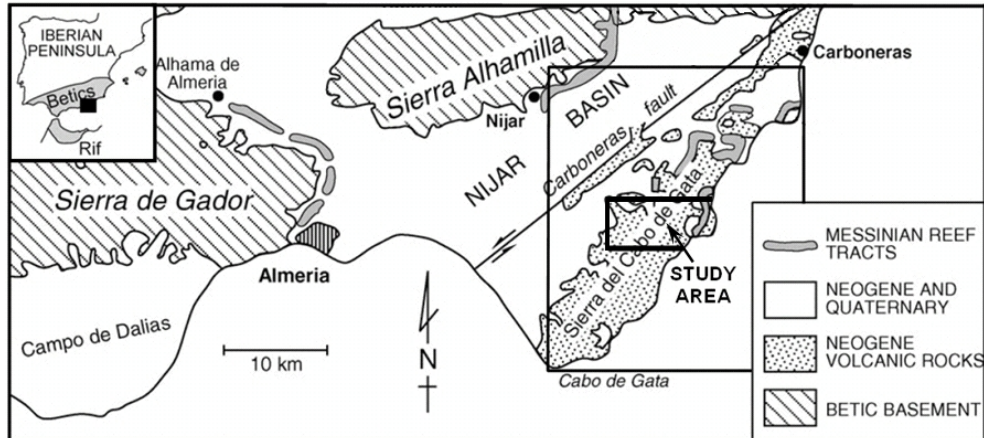 IBERIAN
PENINSULA
Betics
Rif
Alhama de
Almeria
Sierra Alhamilla
Carboneras
Nijar
BASIN
NIJAR
Carboneras fault
Sierra de Gador
Sierra del Cabo de Gata
STUDY
AREA
Almeria
Campo de Dalias
10 km
N
Cabo de Gata
MESSINIAN REEF
TRACTS
NEOGENE AND
QUATERNARY
NEOGENE
VOLCANIC ROCKS
BETIC BASEMENT